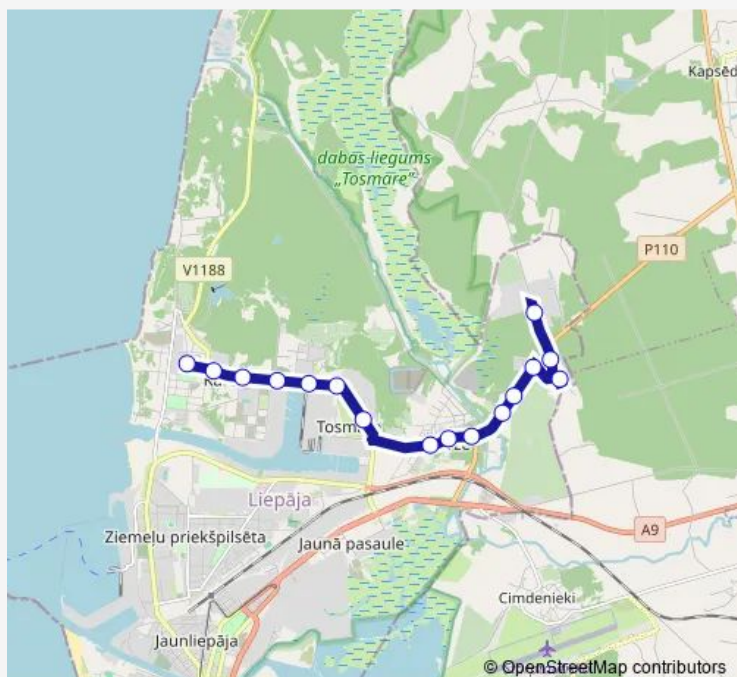 Kapsēd
dabas liegums
„Tosmare”
P110
V1188
Tosm
Liepāja
Ziemeļu priekšpilsēta
Jaunā pasaule
A9
Cimdenieki
Jaunliepāja
© OpenStreetMap contributors